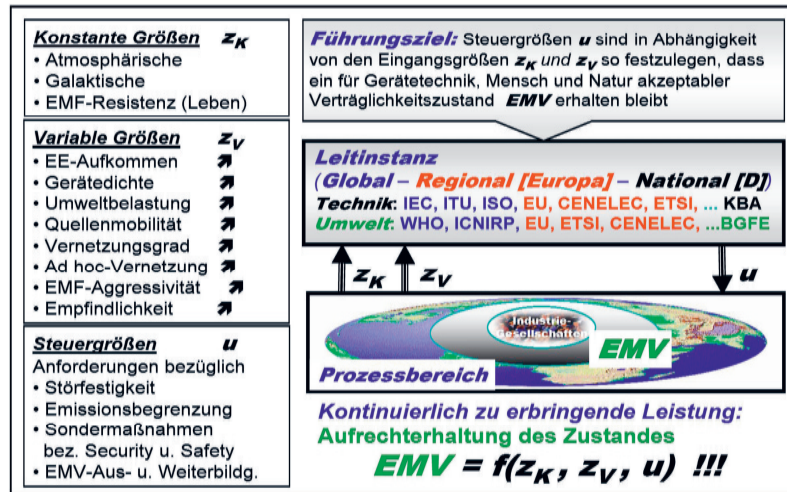 Konstante Größen z_K
• Atmosphärische
• Galaktische
• EMF-Resistenz (Leben)
Variable Größen z_V
• EE-Aufkommen ↗
• Gerätedichte ↗
• Umweltbelastung ↗
• Quellenmobilität ↗
• Vernetzungsgrad ↗
• Ad hoc-Vernetzung ↗
• EMF-Aggressivität ↗
• Empfindlichkeit ↗
Steuergrößen u
Anforderungen bezüglich
• Störfestigkeit
• Emissionsbegrenzung
• Sondermaßnahmen
bez. Security u. Safety
• EMV-Aus- u. Weiterbildg.
Führungsziel: Steuergrößen u sind in Abhängigkeit
von den Eingangsgrößen z_K und z_V so festzulegen, dass
ein für Gerätetechnik, Mensch und Natur akzeptabler
Verträglichkeitszustand EMV erhalten bleibt
Leitinstanz
(Global – Regional [Europa] – National [D])
Technik: IEC, ITU, ISO, EU, CENELEC, ETSI, ... KBA
Umwelt: WHO, ICNIRP, EU, ETSI, CENELEC, ...BGFE
z_K z_V u
Industrie-
Gesellschaften
EMV
Prozessbereich
Kontinuierlich zu erbringende Leistung:
Aufrechterhaltung des Zustandes
EMV = f(z_K, z_V, u) !!!